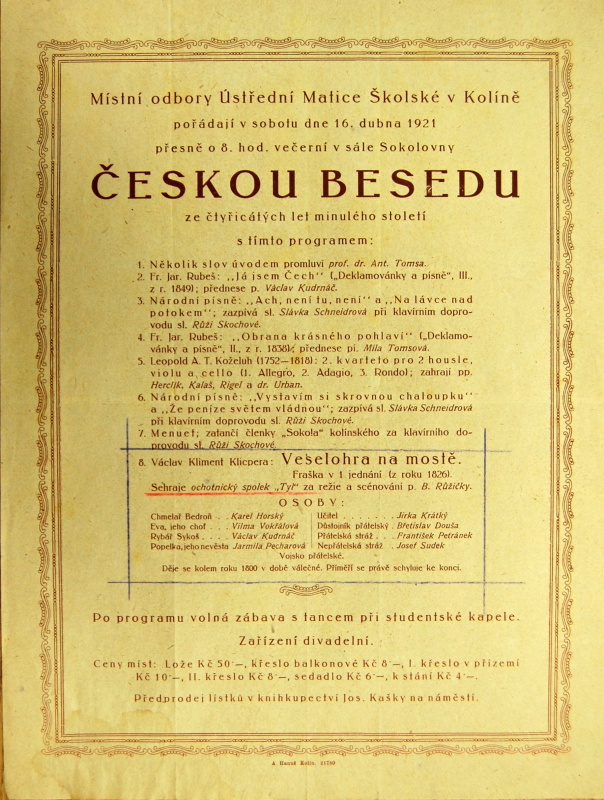 Místní odbory Ústřední Matice Školské v Kolíně
pořádají v sobotu dne 16. dubna 1921
přesně o 8. hod. večerní v sále Sokolovny
ČESKOU BESEDU
ze čtyřicátých let minulého století
s tímto programem:
1. Několik slov úvodem promluví prof. dr. Ant. Tomsa.
2. Fr. Jar. Rubeš: „Já jsem Čech“ („Deklamovánky a písně“, III.,
z r. 1849); přednese p. Václav Kudrnáč.
3. Národní písně: „Ach, není tu, není“ a „Na lávce nad
potokem“; zazpívá sl. Slávka Schneidrová při klavírním dopro-
vodu sl. Růži Skochové.
4. Fr. Jar. Rubeš: „Obrana krásného pohlaví“ („Deklamo-
vánky a písně“, II., z r. 1838); přednese pí. Míla Tomsová.
5. Leopold A. T. Koželuh (1752—1818): 2. kvarteto pro 2 housle,
violu a cello (1. Allegro, 2. Adagio, 3. Rondo); zahrají pp.
Herclík, Kalaš, Rígel a dr. Urban.
6. Národní písně: „Vystavím si skrovnou chaloupku“
a „Že peníze světem vládnou“; zazpívá sl. Slávka Schneidrová
při klavírním doprovodu sl. Růži Skochové.
7. Menuet; zatančí členky „Sokola“ kolínského za klavírního do-
provodu sl. Růži Skochové.
8. Václav Kliment Klicpera: Veselohra na mostě.
Fraška v 1 jednání (z roku 1826).
Sehraje ochotnický spolek „Tyl“ za režie a scénování p. B. Růžičky.
OSOBY:
Chmelař Bedroň . . Karel Horský
Eva, jeho choť . . . Vilma Vokřálová
Rybář Sykoš . . . Václav Kudrnáč
Popelka, jeho nevěsta Jarmila Pecharová
Učitel . . . . . . . Jirka Krátký
Důstojník přátelský . Břetislav Douša
Přátelská stráž . . . František Petránek
Nepřátelská stráž . . Josef Sudek
Vojsko přátelské.
Děje se kolem roku 1800 v době válečné. Příměří se právě schyluje ke konci.
Po programu volná zábava s tancem při studentské kapele.
Zařízení divadelní.
Ceny míst: Lože Kč 50·—, křeslo balkonové Kč 8·—, I. křeslo v přízemí
Kč 10·—, II. křeslo Kč 8·—, sedadlo Kč 6·—, k stání Kč 4·—.
Předprodej lístků v knihkupectví Jos. Kašky na náměstí.
A. Hanuš Kolín. 21700